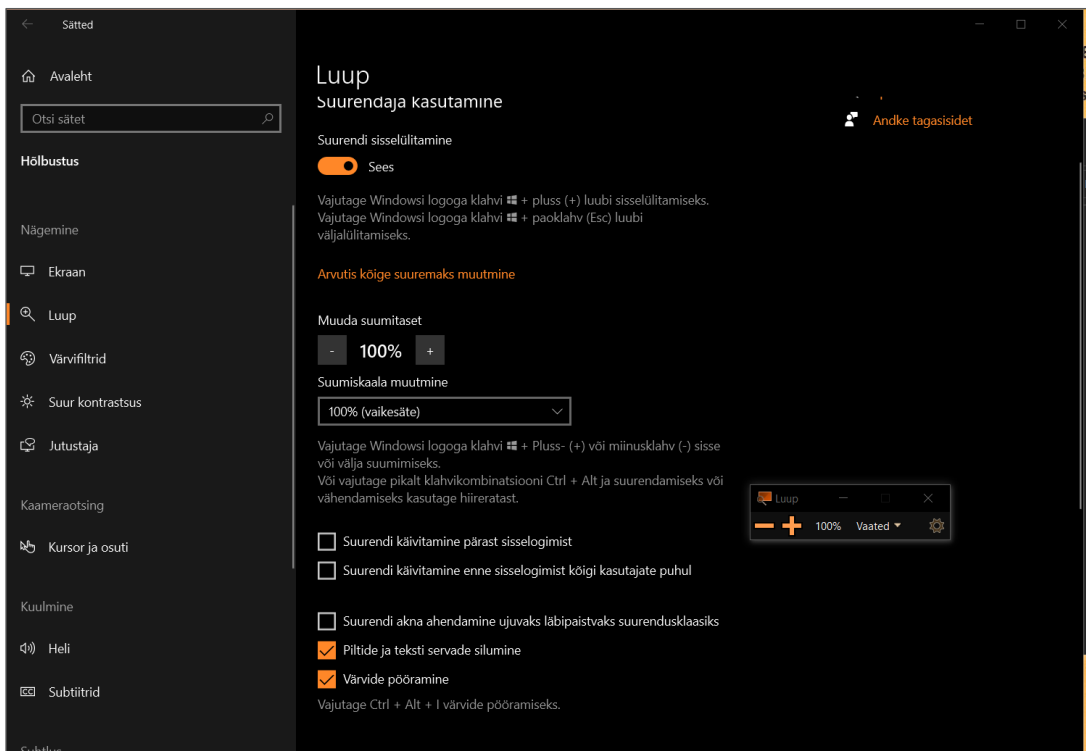 Sätted
Avaleht
Otsi sätet
Hõlbustus
Nägemine
Ekraan
Luup
Värvifiltrid
Suur kontrastsus
Jutustaja
Kaameraotsing
Kursor ja osuti
Kuulmine
Heli
CC Subtiitrid
Suhtlus
Luup
Suurendaja kasutamine
Suurendi sisselülitamine
Sees
Vajutage Windowsi logoga klahvi + pluss (+) luubi sisselülitamiseks.
Vajutage Windowsi logoga klahvi + paoklahv (Esc) luubi
väljalülitamiseks.
Arvutis kõige suuremaks muutmine
Muuda suumitaset
- 100% +
Suumiskaala muutmine
100% (vaikesäte)
Vajutage Windowsi logoga klahvi + Pluss- (+) või miinusklahv (-) sisse
või välja suumimiseks.
Või vajutage pikalt klahvikombinatsiooni Ctrl + Alt ja suurendamiseks või
vähendamiseks kasutage hiireratast.
Suurendi käivitamine pärast sisselogimist
Suurendi käivitamine enne sisselogimist kõigi kasutajate puhul
Suurendi akna ahendamine ujuvaks läbipaistvaks suurendusklaasiks
Piltide ja teksti servade silumine
Värvide pööramine
Vajutage Ctrl + Alt + I värvide pööramiseks.
Andke tagasisidet
Luup
100% Vaated